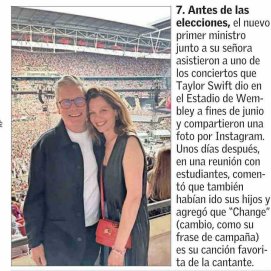 7. Antes de las
elecciones, el nuevo
primer ministro
junto a su señora
asistieron a uno de
los conciertos que
Taylor Swift dio en
el Estadio de Wem-
bley a fines de junio
y compartieron una
foto por Instagram.
Unos días después,
en una reunión con
estudiantes, comen-
tó que también
habían ido sus hijos y
agregó que "Change"
(cambio, como su
frase de campaña)
es su canción favori-
ta de la cantante.